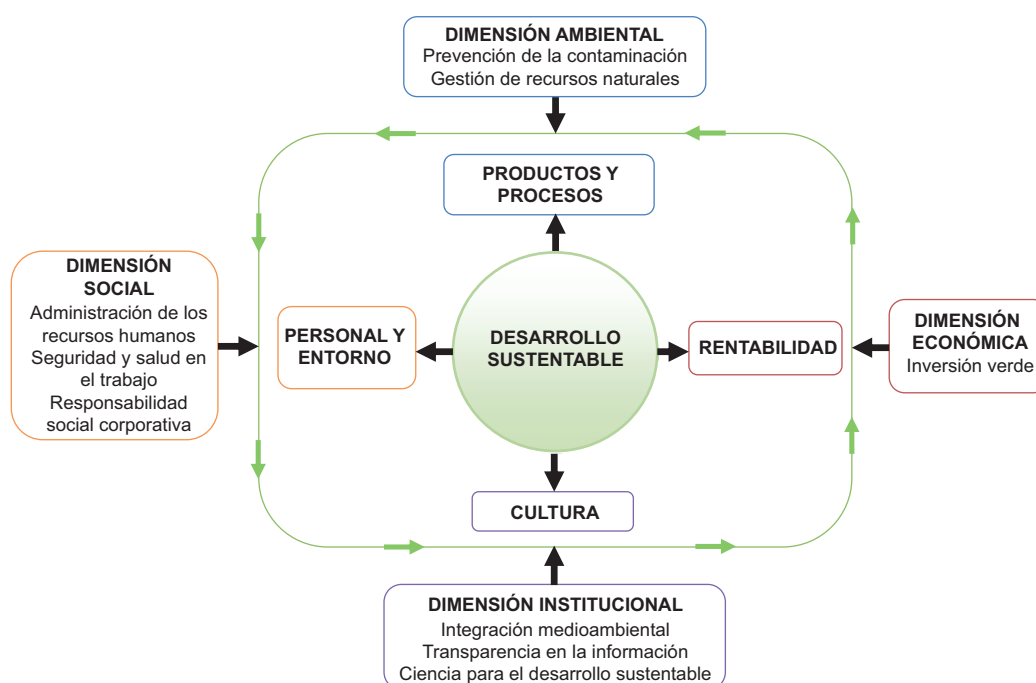 DIMENSIÓN AMBIENTAL
Prevención de la contaminación
Gestión de recursos naturales
PRODUCTOS Y
PROCESOS
DIMENSIÓN
SOCIAL
Administración de los
recursos humanos
Seguridad y salud en
el trabajo
Responsabilidad
social corporativa
PERSONAL Y
ENTORNO
DESARROLLO
SUSTENTABLE
RENTABILIDAD
DIMENSIÓN
ECONÓMICA
Inversión verde
CULTURA
DIMENSIÓN INSTITUCIONAL
Integración medioambiental
Transparencia en la información
Ciencia para el desarrollo sustentable